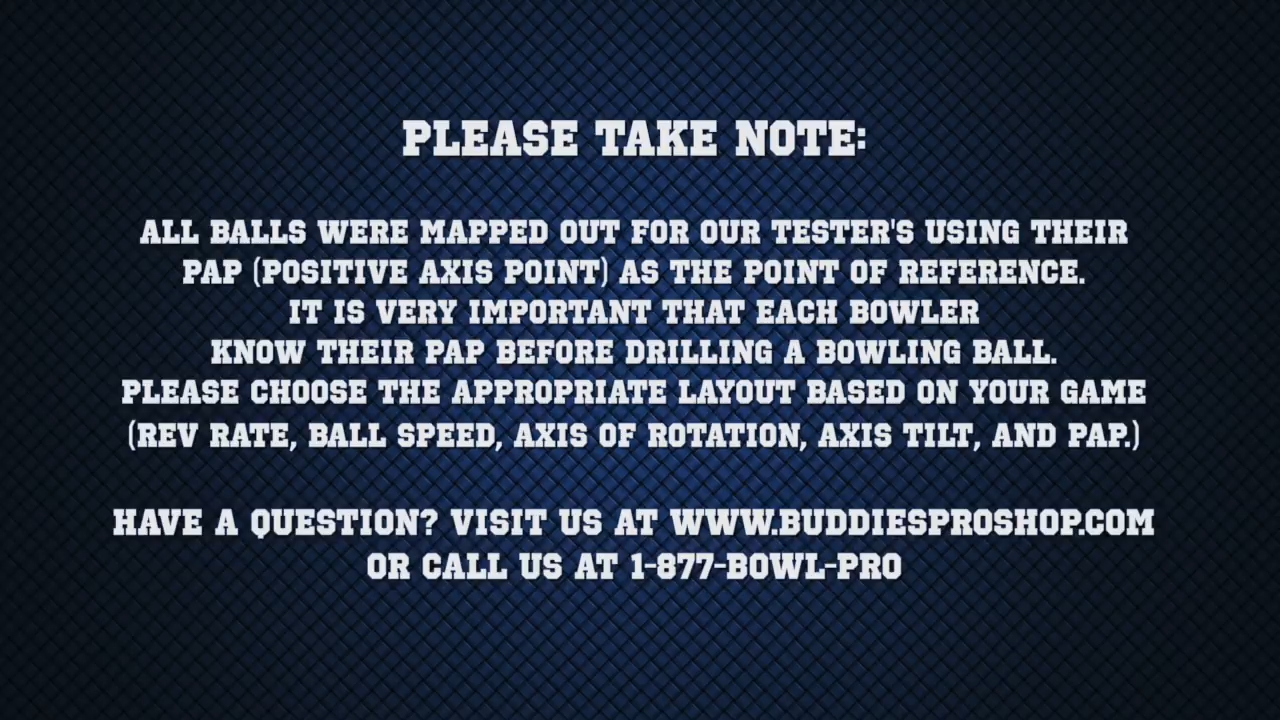 PLEASE TAKE NOTE:
ALL BALLS WERE MAPPED OUT FOR OUR TESTER'S USING THEIR
PAP (POSITIVE AXIS POINT) AS THE POINT OF REFERENCE.
IT IS VERY IMPORTANT THAT EACH BOWLER
KNOW THEIR PAP BEFORE DRILLING A BOWLING BALL.
PLEASE CHOOSE THE APPROPRIATE LAYOUT BASED ON YOUR GAME
(REV RATE, BALL SPEED, AXIS OF ROTATION, AXIS TILT, AND PAP.)
HAVE A QUESTION? VISIT US AT WWW.BUDDIESPROSHOP.COM
OR CALL US AT 1-877-BOWL-PRO